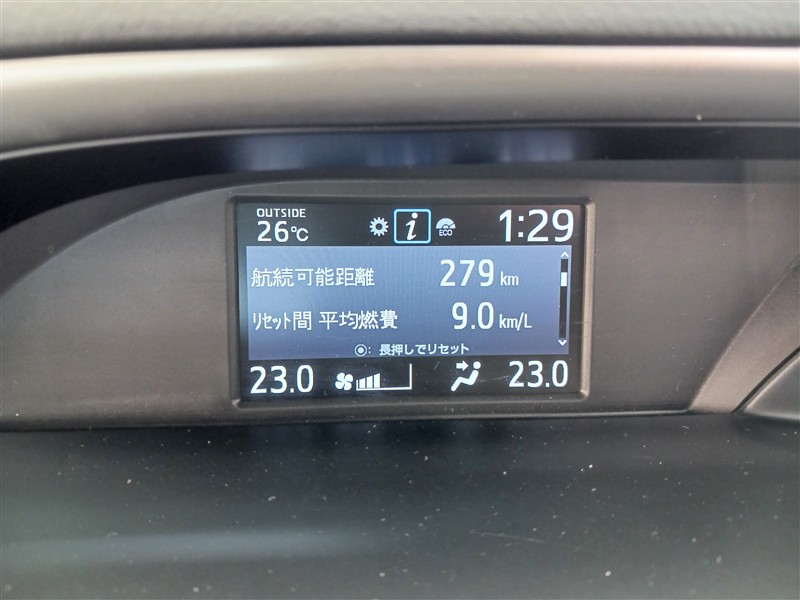 OUTSIDE
26℃
i
ECO
1:29
航続可能距離 279 km
リセット間 平均燃費 9.0 km/L
◉: 長押しでリセット
23.0 23.0